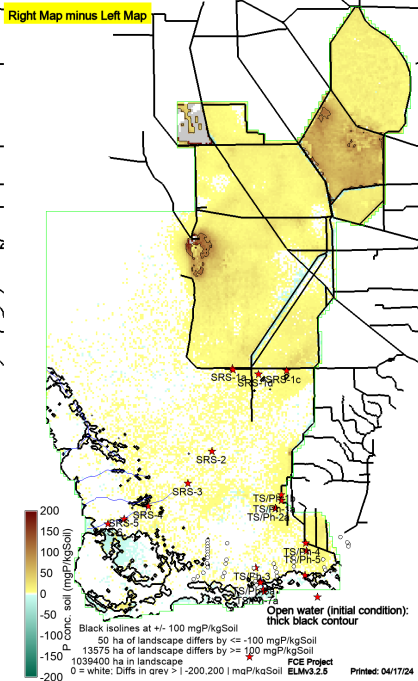 Right Map minus Left Map
SRS-1a
SRS-1c
SRS-2
SRS-3
SRS-5
TS/Ph-2a
TS/Ph-4
TS/Ph-5
TS/Ph-3
200
150
100
50
0
-50
-100
-150
-200
P conc. soil (mgP/kgSoil)
Open water (initial condition):
thick black contour
Black isolines at +/- 100 mgP/kgSoil
50 ha of landscape differs by <= -100 mgP/kgSoil
13575 ha of landscape differs by >= 100 mgP/kgSoil
1039400 ha in landscape
0 = white: Diffs in grey > | -200,200 | mgP/kgSoil
FCE Project
ELMv3.2.5
Printed: 04/17/24